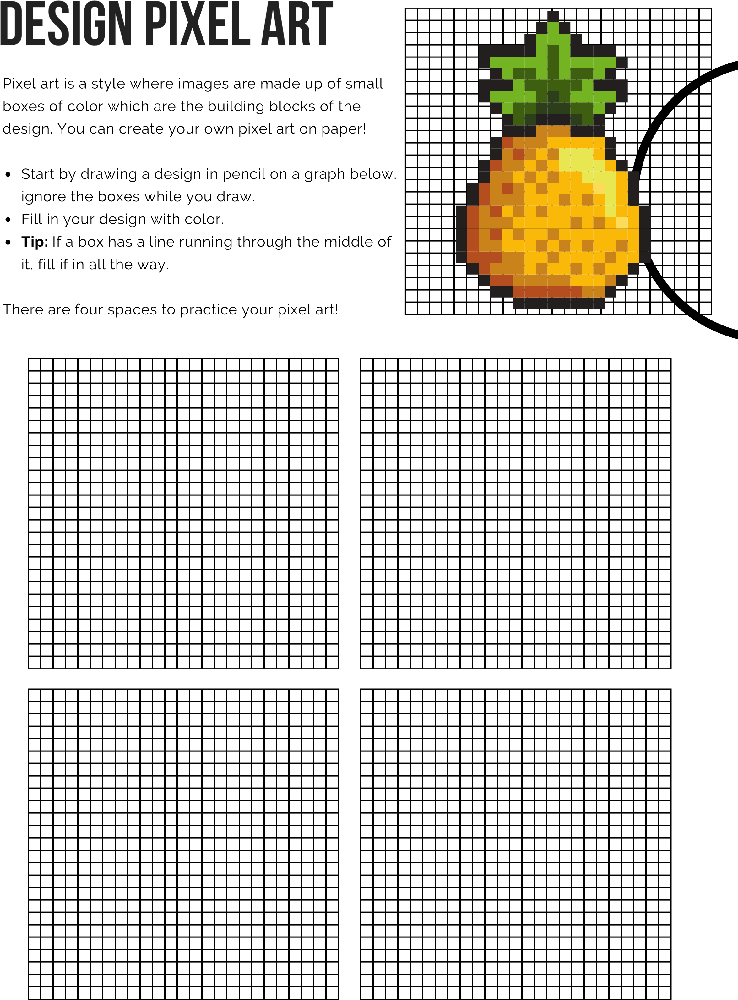 DESIGN PIXEL ART
Pixel art is a style where images are made up of small
boxes of color which are the building blocks of the
design. You can create your own pixel art on paper!
• Start by drawing a design in pencil on a graph below,
ignore the boxes while you draw.
• Fill in your design with color.
• Tip: If a box has a line running through the middle of
it, fill if in all the way.
There are four spaces to practice your pixel art!